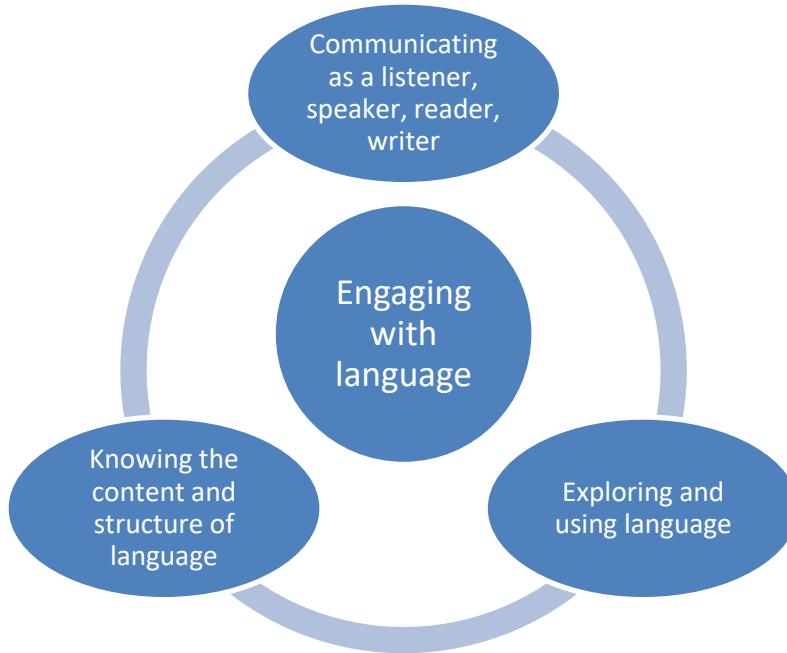 Communicating
as a listener,
speaker, reader,
writer
Engaging
with
language
Knowing the
content and
structure of
language
Exploring and
using language